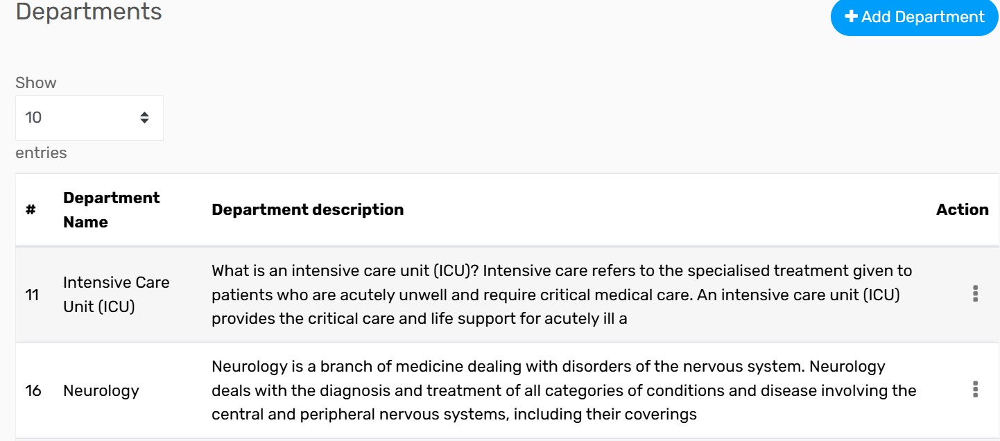 Departments
Add Department
Show
10
entries
# Department Name Department description Action
11 Intensive Care Unit (ICU) What is an intensive care unit (ICU)? Intensive care refers to the specialised treatment given to
patients who are acutely unwell and require critical medical care. An intensive care unit (ICU)
provides the critical care and life support for acutely ill a
16 Neurology Neurology is a branch of medicine dealing with disorders of the nervous system. Neurology
deals with the diagnosis and treatment of all categories of conditions and disease involving the
central and peripheral nervous systems, including their coverings